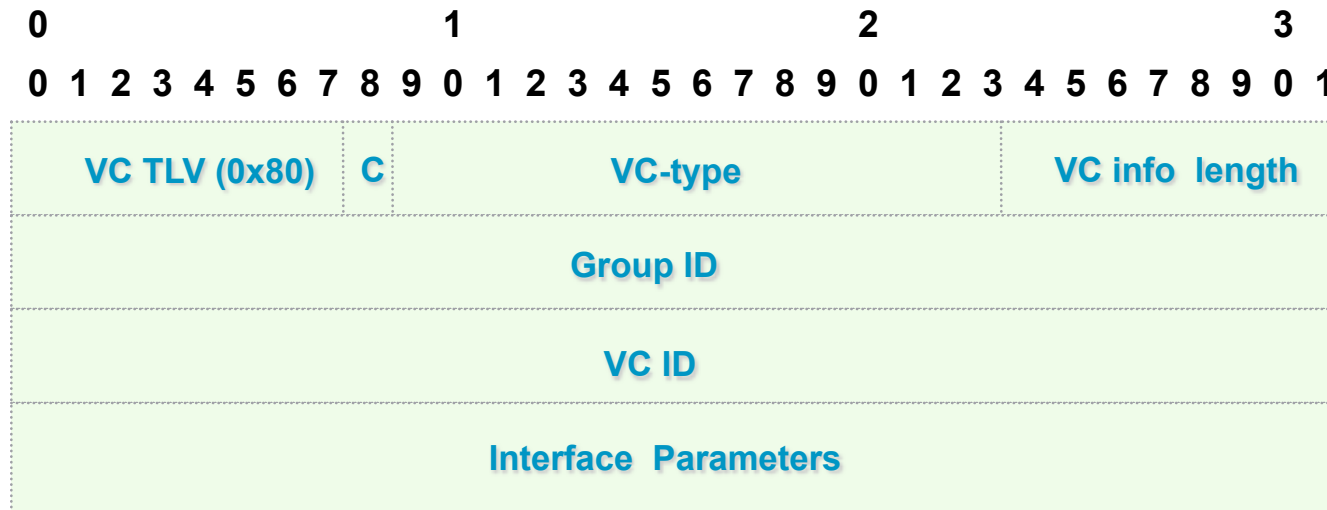 0 1 2 3
0 1 2 3 4 5 6 7 8 9 0 1 2 3 4 5 6 7 8 9 0 1 2 3 4 5 6 7 8 9 0 1
VC TLV (0x80) C VC-type VC info length
Group ID
VC ID
Interface Parameters